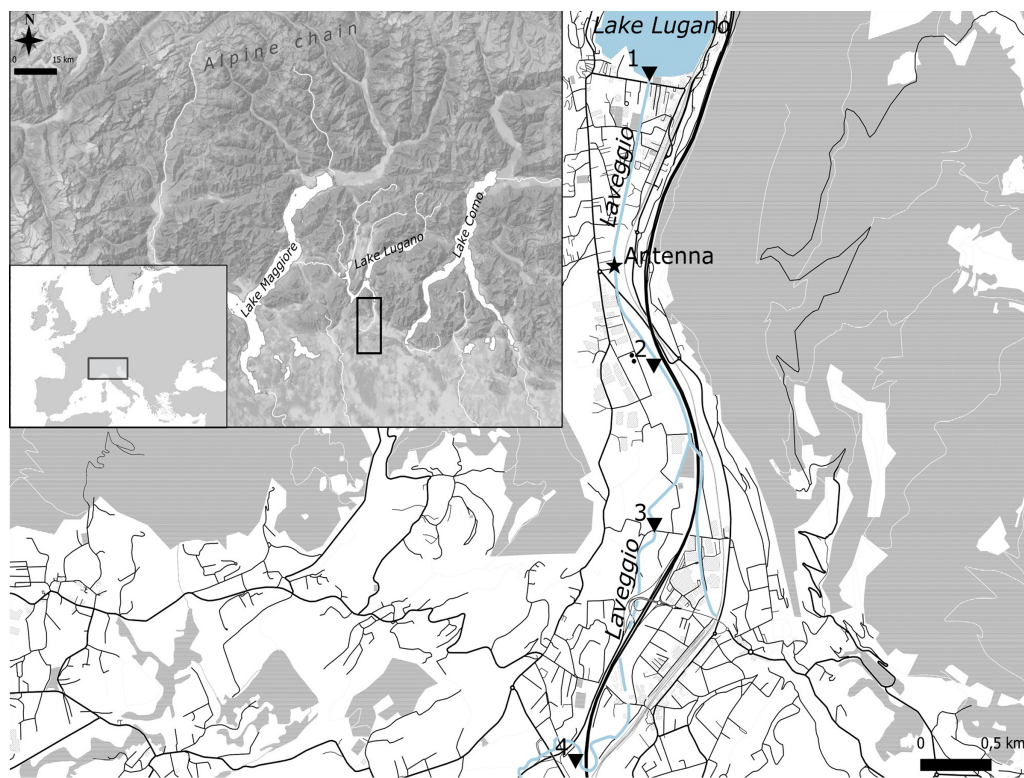 N
0 15 km
Alpine chain
Lake Maggiore
Lake Lugano
Lake Como
Lake Lugano
1
Laveggio
Antenna
2
3
Laveggio
4
0 0,5 km